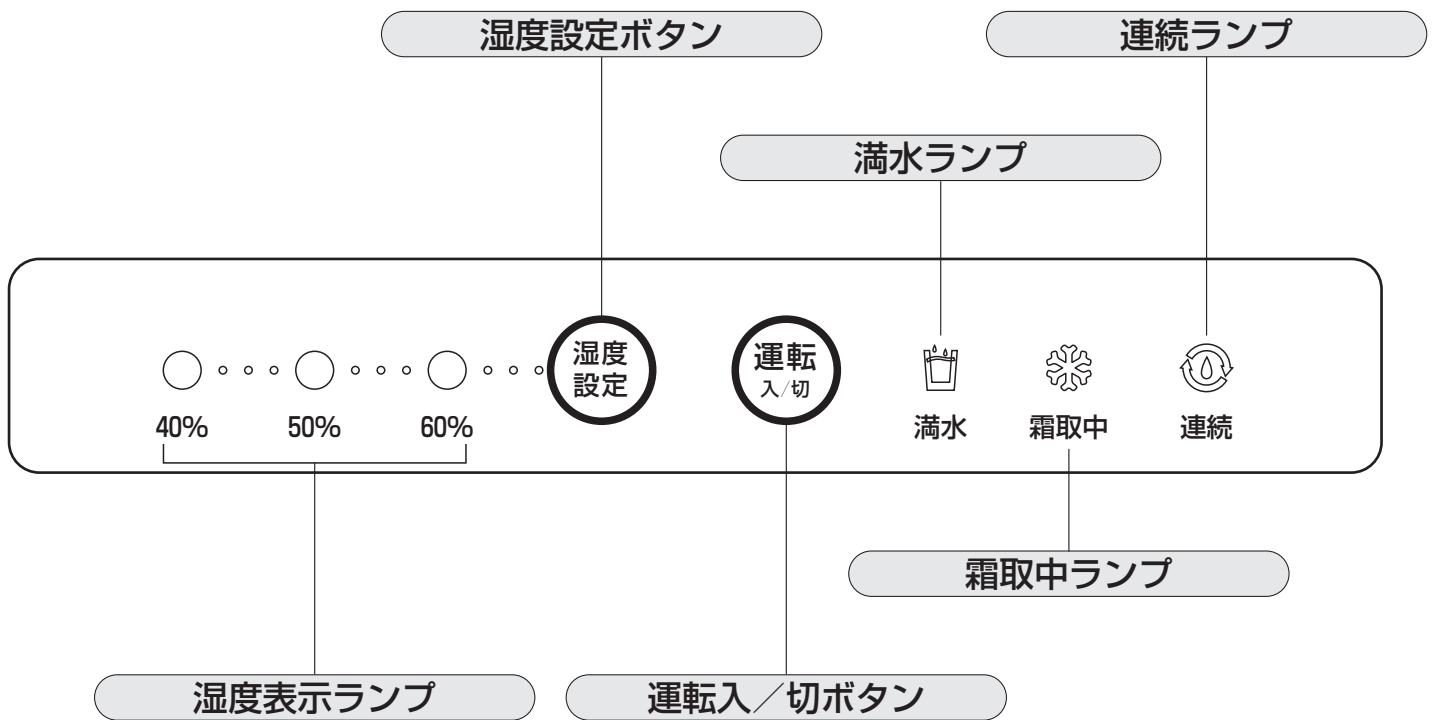 湿度設定ボタン
連続ランプ
満水ランプ
湿度
設定
運転
入/切
40%
50%
60%
満水
霜取中
連続
霜取中ランプ
湿度表示ランプ
運転入/切ボタン